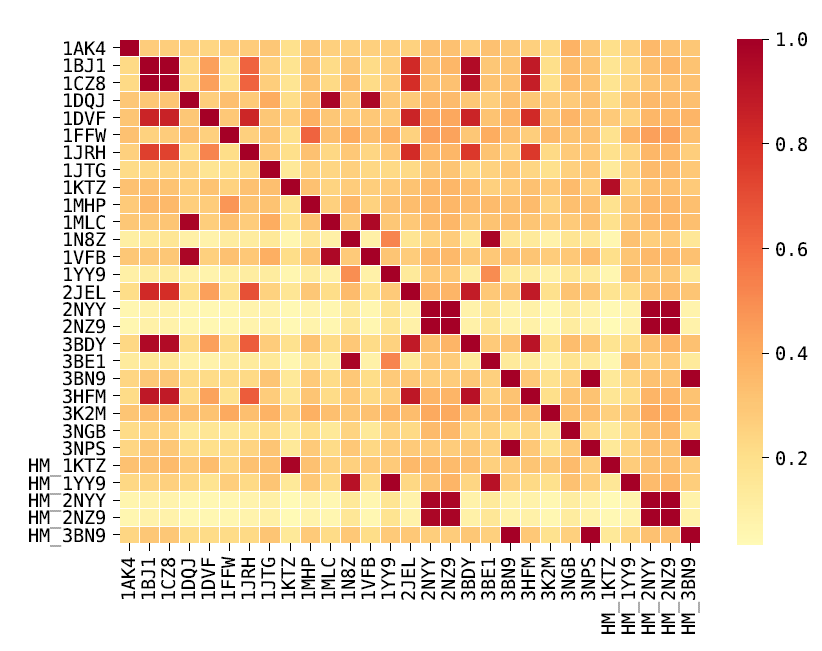 1AK4
1BJ1
1CZ8
1DQJ
1DVF
1FFW
1JRH
1JTG
1KTZ
1MHP
1MLC
1N8Z
1VFB
1YY9
2JEL
2NYY
2NZ9
3BDY
3BE1
3BN9
3HFM
3K2M
3NGB
3NPS
HM_1KTZ
HM_1YY9
HM_2NYY
HM_2NZ9
HM_3BN9
1AK4
1BJ1
1CZ8
1DQJ
1DVF
1FFW
1JRH
1JTG
1KTZ
1MHP
1MLC
1N8Z
1VFB
1YY9
2JEL
2NYY
2NZ9
3BDY
3BE1
3BN9
3HFM
3K2M
3NGB
3NPS
HM_1KTZ
HM_1YY9
HM_2NYY
HM_2NZ9
HM_3BN9
1.0
0.8
0.6
0.4
0.2